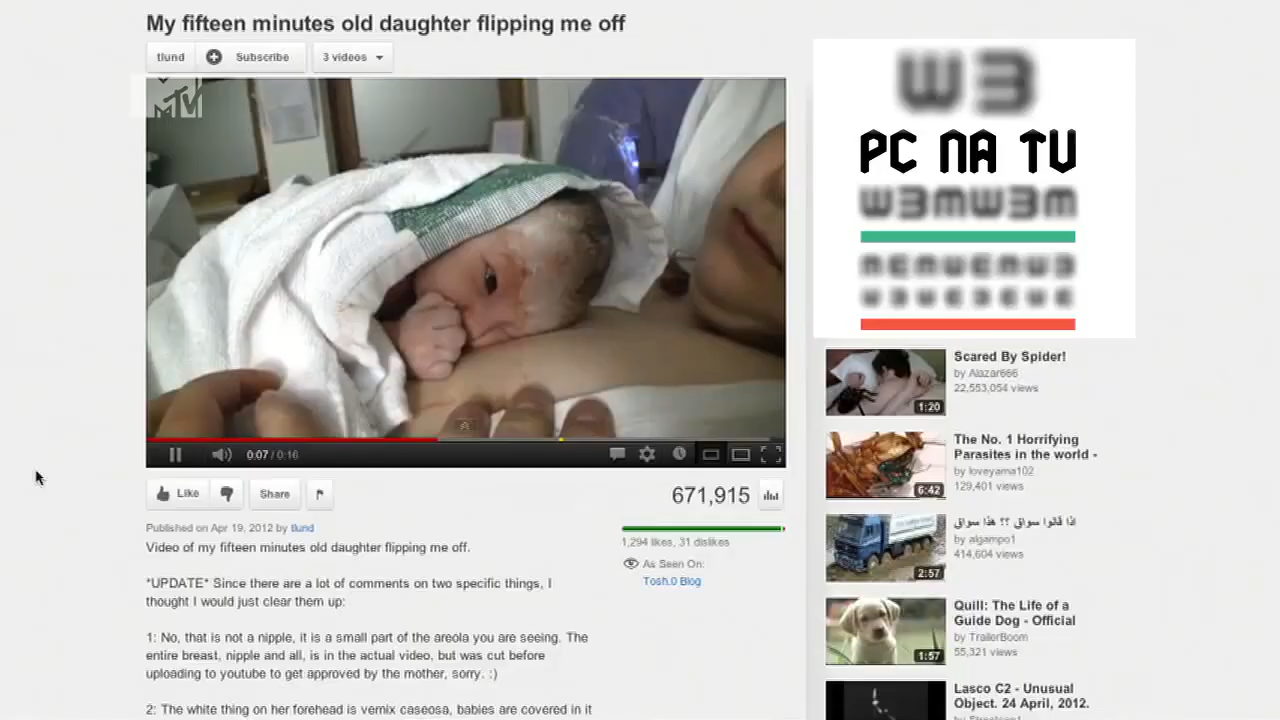 My fifteen minutes old daughter flipping me off
tlund
Subscribe
3 videos
MTV
0:07 / 0:16
Like
Share
671,915
Published on Apr 19, 2012 by tlund
Video of my fifteen minutes old daughter flipping me off.
*UPDATE* Since there are a lot of comments on two specific things, I
thought I would just clear them up:
1: No, that is not a nipple, it is a small part of the areola you are seeing. The
entire breast, nipple and all, is in the actual video, but was cut before
uploading to youtube to get approved by the mother, sorry. :)
2: The white thing on her forehead is vernix caseosa, babies are covered in it
1,294 likes, 31 dislikes
As Seen On:
Tosh.0 Blog
W3
PC NA TV
W3MW3M
Scared By Spider!
by Alazar666
22,553,054 views
1:20
The No. 1 Horrifying
Parasites in the world -
by loveyama102
129,401 views
6:42
اذا قالوا سواق ؟؟ هذا سواق
by algampo1
414,604 views
2:57
Quill: The Life of a
Guide Dog - Official
by TrailerBoom
55,321 views
1:57
Lasco C2 - Unusual
Object. 24 April, 2012.